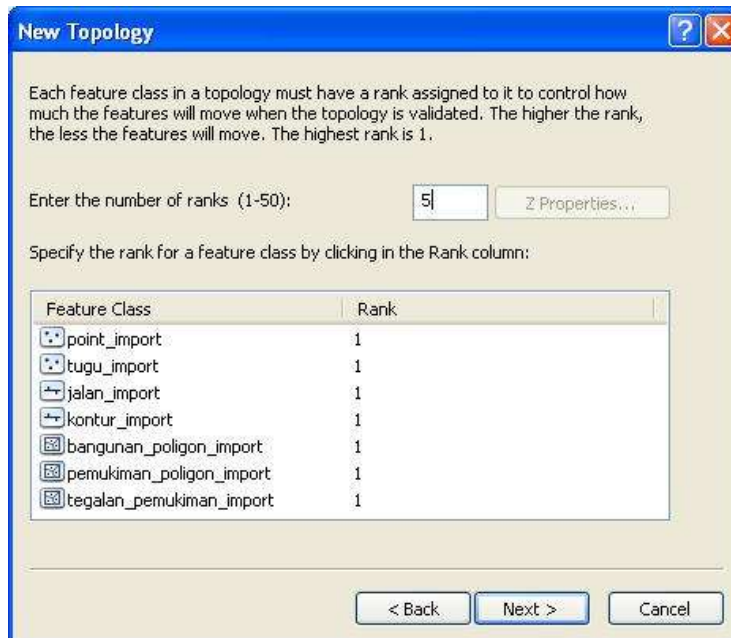 New Topology
Each feature class in a topology must have a rank assigned to it to control how
much the features will move when the topology is validated. The higher the rank,
the less the features will move. The highest rank is 1.
Enter the number of ranks (1-50): 5 Z Properties...
Specify the rank for a feature class by clicking in the Rank column:
Feature Class Rank
point_import 1
tugu_import 1
jalan_import 1
kontur_import 1
bangunan_poligon_import 1
pemukiman_poligon_import 1
tegalan_pemukiman_import 1
< Back Next > Cancel